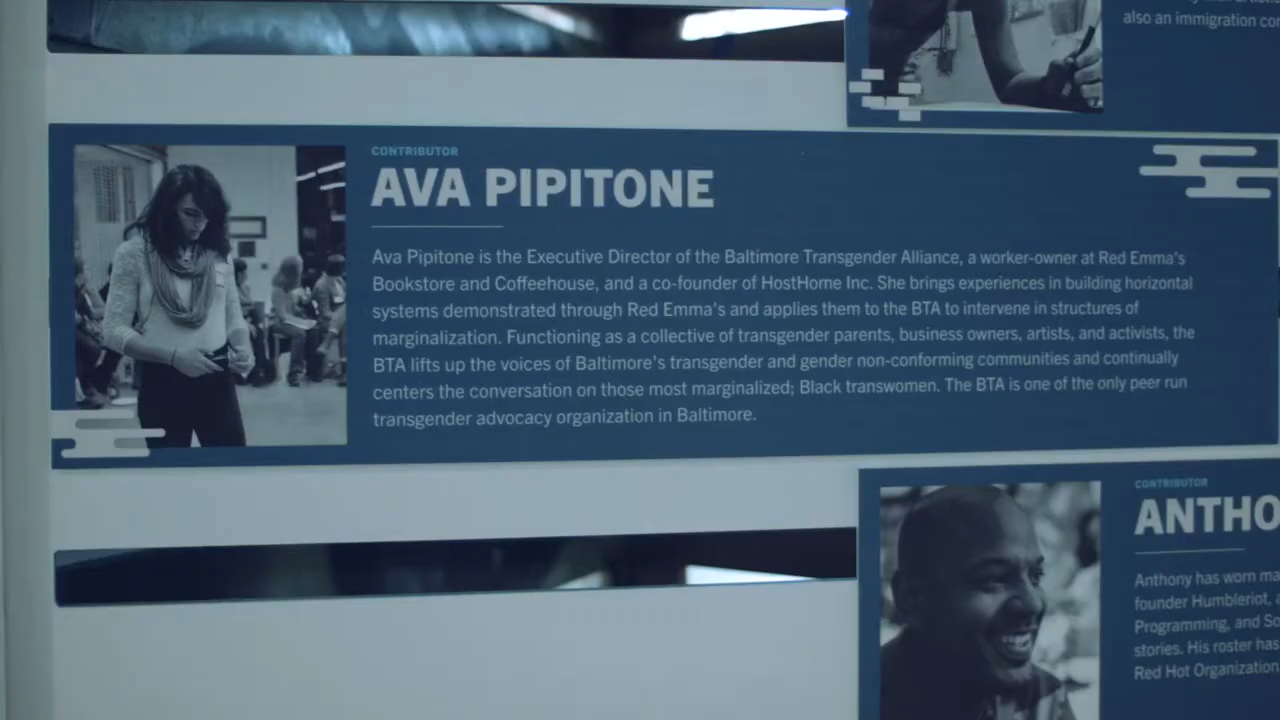 also an immigration
CONTRIBUTOR
AVA PIPITONE
Ava Pipitone is the Executive Director of the Baltimore Transgender Alliance, a worker-owner at Red Emma's
Bookstore and Coffeehouse, and a co-founder of HostHome Inc. She brings experiences in building horizontal
systems demonstrated through Red Emma's and applies them to the BTA to intervene in structures of
marginalization. Functioning as a collective of transgender parents, business owners, artists, and activists, the
BTA lifts up the voices of Baltimore's transgender and gender non-conforming communities and continually
centers the conversation on those most marginalized; Black transwomen. The BTA is one of the only peer run
transgender advocacy organization in Baltimore.
CONTRIBUTOR
ANTHO
Anthony has worn ma
founder Humbleriot, a
Programming, and So
stories. His roster has
Red Hot Organization